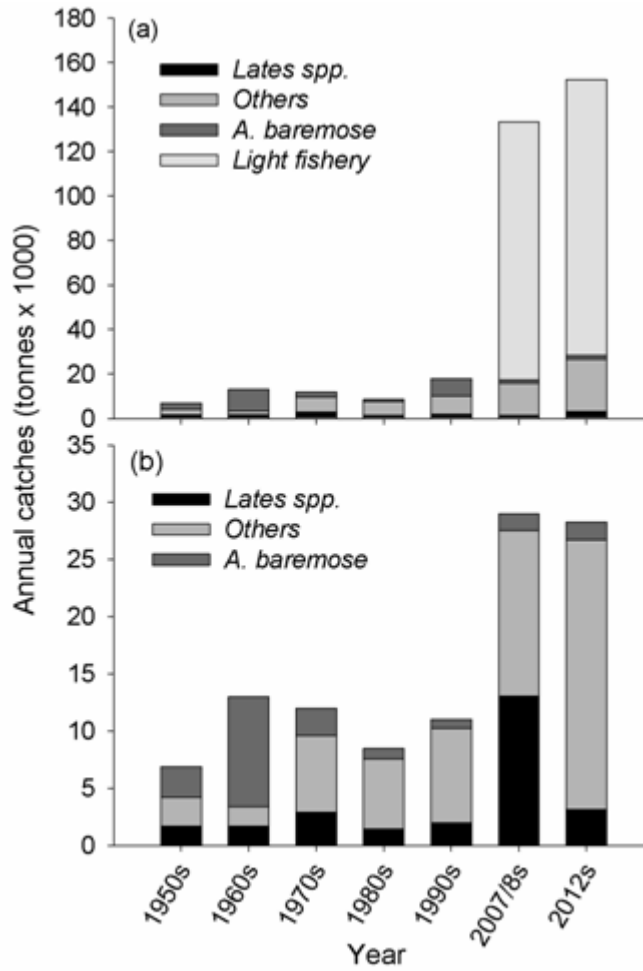 (a)
Lates spp.
Others
A. baremose
Light fishery
180
160
140
120
100
80
60
40
20
0
Annual catches (tonnes x 1000)
(b)
Lates spp.
Others
A. baremose
35
30
25
20
15
10
5
0
1950s
1960s
1970s
1980s
1990s
2007/8s
2012s
Year